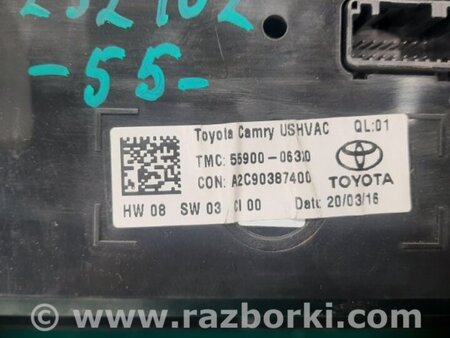 232102
-55-
Toyota Camry USHVAC QL:01
TMC: 55900-06310
CON: A2C90387400
TOYOTA
HW 08 SW 03 CI 00 Date: 20/03/16
www.razborki.com